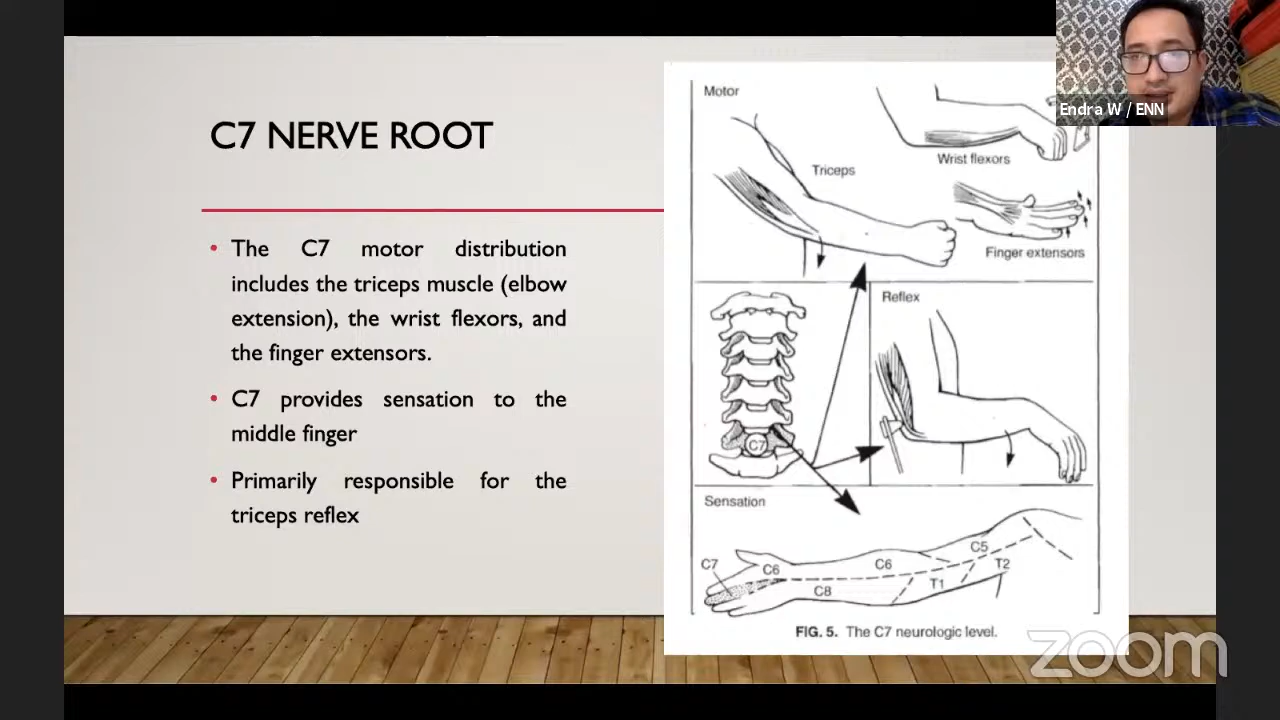 C7 NERVE ROOT
• The C7 motor distribution
includes the triceps muscle (elbow
extension), the wrist flexors, and
the finger extensors.
• C7 provides sensation to the
middle finger
• Primarily responsible for the
triceps reflex
Motor
Wrist flexors
Triceps
Finger extensors
Reflex
C7
Sensation
C7
C6
C6
C5
T2
T1
C8
FIG. 5. The C7 neurologic level.
Endra W / ENN
zoom